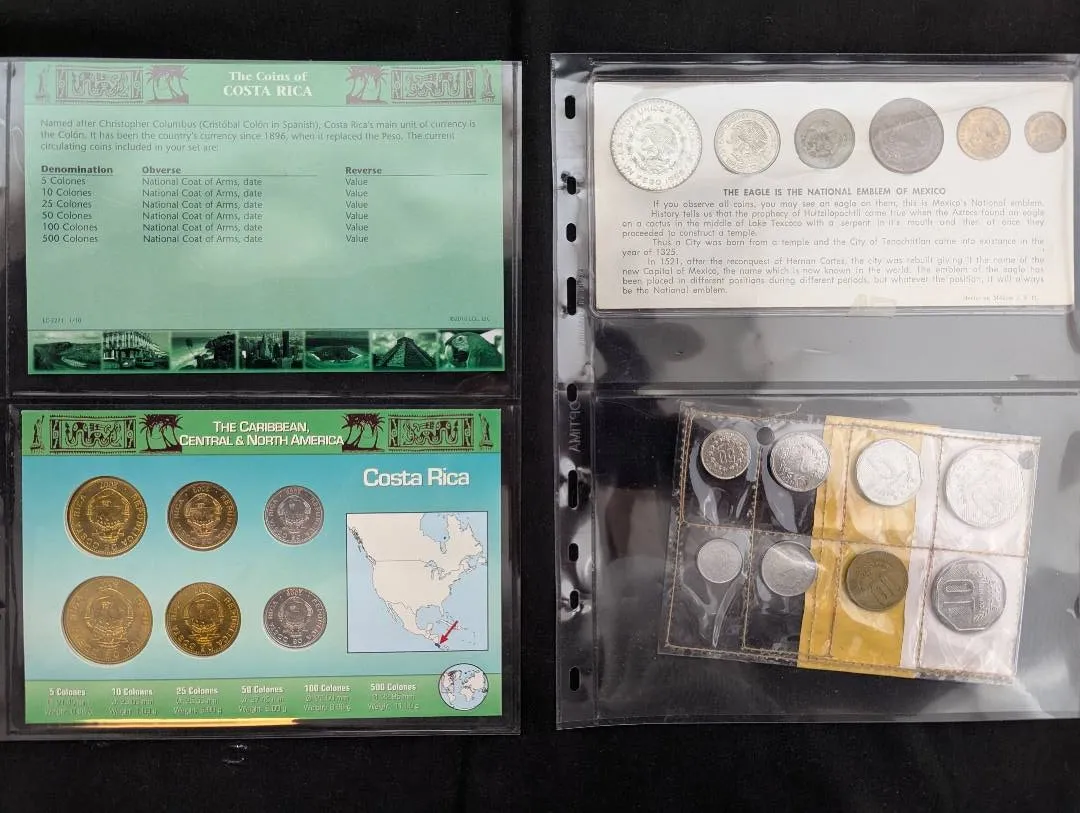 The Coins of
COSTA RICA
Named after Christopher Columbus (Cristóbal Colón in Spanish), Costa Rica's main unit of currency is
the Colón. It has been the country's currency since 1896, when it replaced the Peso. The current
circulating coins included in your set are:
Denomination Obverse Reverse
5 Colones National Coat of Arms, date Value
10 Colones National Coat of Arms, date Value
25 Colones National Coat of Arms, date Value
50 Colones National Coat of Arms, date Value
100 Colones National Coat of Arms, date Value
500 Colones National Coat of Arms, date Value
THE CARIBBEAN,
CENTRAL & NORTH AMERICA
Costa Rica
5 Colones 10 Colones 25 Colones 50 Colones 100 Colones 500 Colones
THE EAGLE IS THE NATIONAL EMBLEM OF MEXICO
If you observe all coins, you may see an eagle on them, this is Mexico's National emblem.
History tells us that the prophecy of Huitzilopochtli came true when the Aztecs found an eagle
on a cactus in the middle of Lake Texcoco with a serpent in it's mouth and then at once they
proceeded to construct a temple.
Thus a City was born from a temple and the City of Tenochtitlan came into existance in the
year of 1325.
In 1521, after the reconquest of Hernan Cortes, the city was rebuilt giving it the name of the
new Capital of Mexico, the name which is now known in the world. The emblem of the eagle has
been placed in different positions during different periods, but whatever the position, it will always
be the National emblem.
OPTIMA
50
10
10